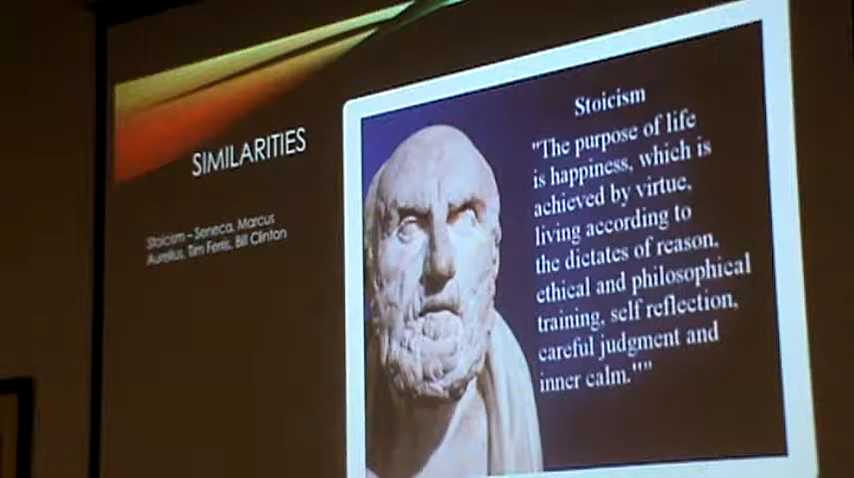 SIMILARITIES
Stoicism – Seneca, Marcus
Aurelius, Tim Ferris, Bill Clinton
Stoicism
"The purpose of life
is happiness, which is
achieved by virtue,
living according to
the dictates of reason,
ethical and philosophical
training, self reflection,
careful judgment and
inner calm.""